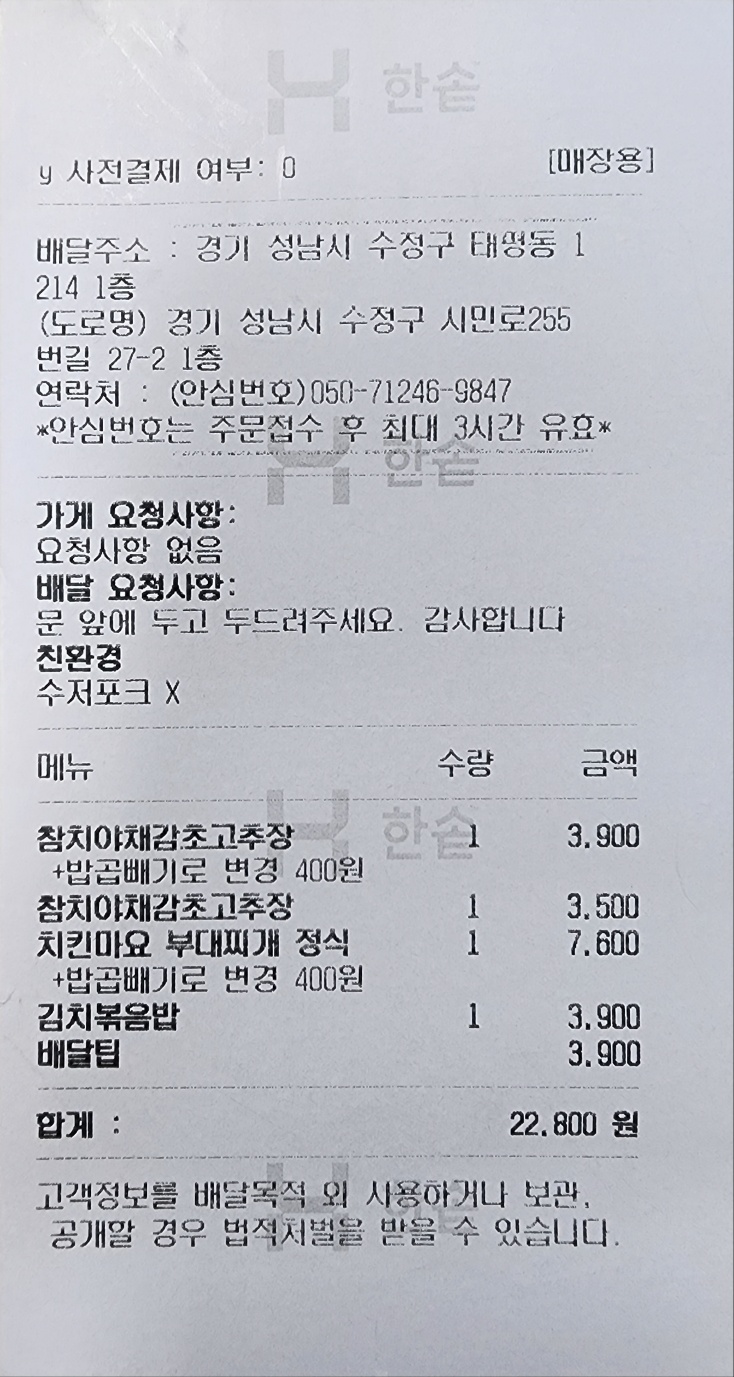 한솥
y 사전결제 여부: O [매장용]
배달주소 : 경기 성남시 수정구 태평동 1
214 1층
(도로명) 경기 성남시 수정구 시민로255
번길 27-2 1층
연락처 : (안심번호)050-71246-9847
*안심번호는 주문접수 후 최대 3시간 유효*
한솥
가게 요청사항:
요청사항 없음
배달 요청사항:
문 앞에 두고 두드려주세요. 감사합니다
친환경
수저포크 X
메뉴 수량 금액
한솥
참치야채감초고추장 1 3.900
+밥곱빼기로 변경 400원
참치야채감초고추장 1 3.500
치킨마요 부대찌개 정식 1 7.600
+밥곱빼기로 변경 400원
김치볶음밥 1 3.900
배달팁 3.900
합계 : 22.800 원
고객정보를 배달목적 외 사용하거나 보관,
공개할 경우 법적처벌을 받을 수 있습니다.